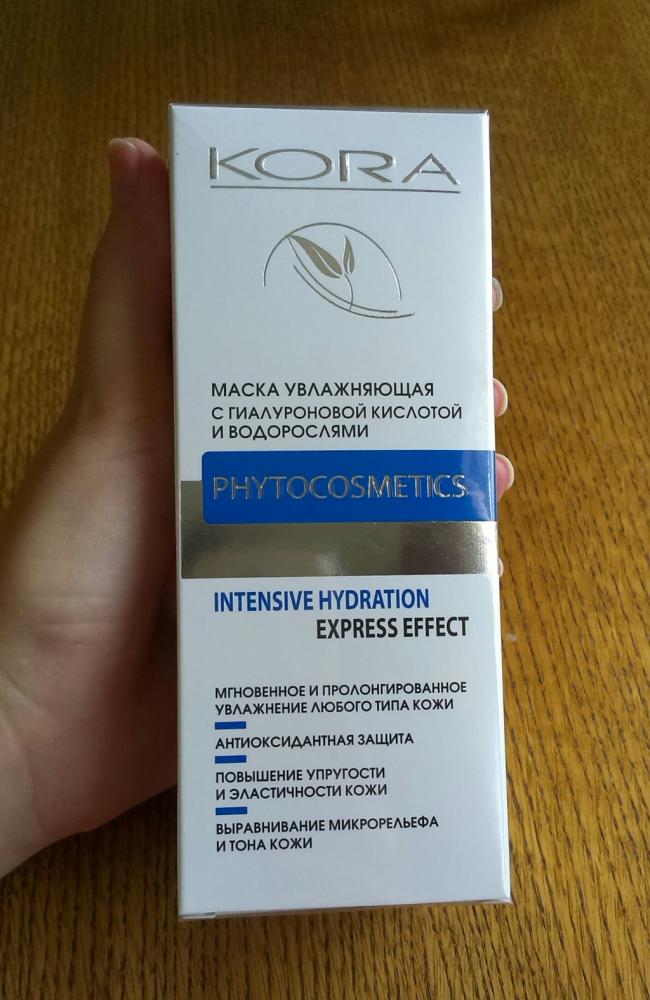 KORA
МАСКА УВЛАЖНЯЮЩАЯ
С ГИАЛУРОНОВОЙ КИСЛОТОЙ
И ВОДОРОСЛЯМИ
PHYTOCOSMETICS
INTENSIVE HYDRATION
EXPRESS EFFECT
МГНОВЕННОЕ И ПРОЛОНГИРОВАННОЕ
УВЛАЖНЕНИЕ ЛЮБОГО ТИПА КОЖИ
АНТИОКСИДАНТНАЯ ЗАЩИТА
ПОВЫШЕНИЕ УПРУГОСТИ
И ЭЛАСТИЧНОСТИ КОЖИ
ВЫРАВНИВАНИЕ МИКРОРЕЛЬЕФА
И ТОНА КОЖИ